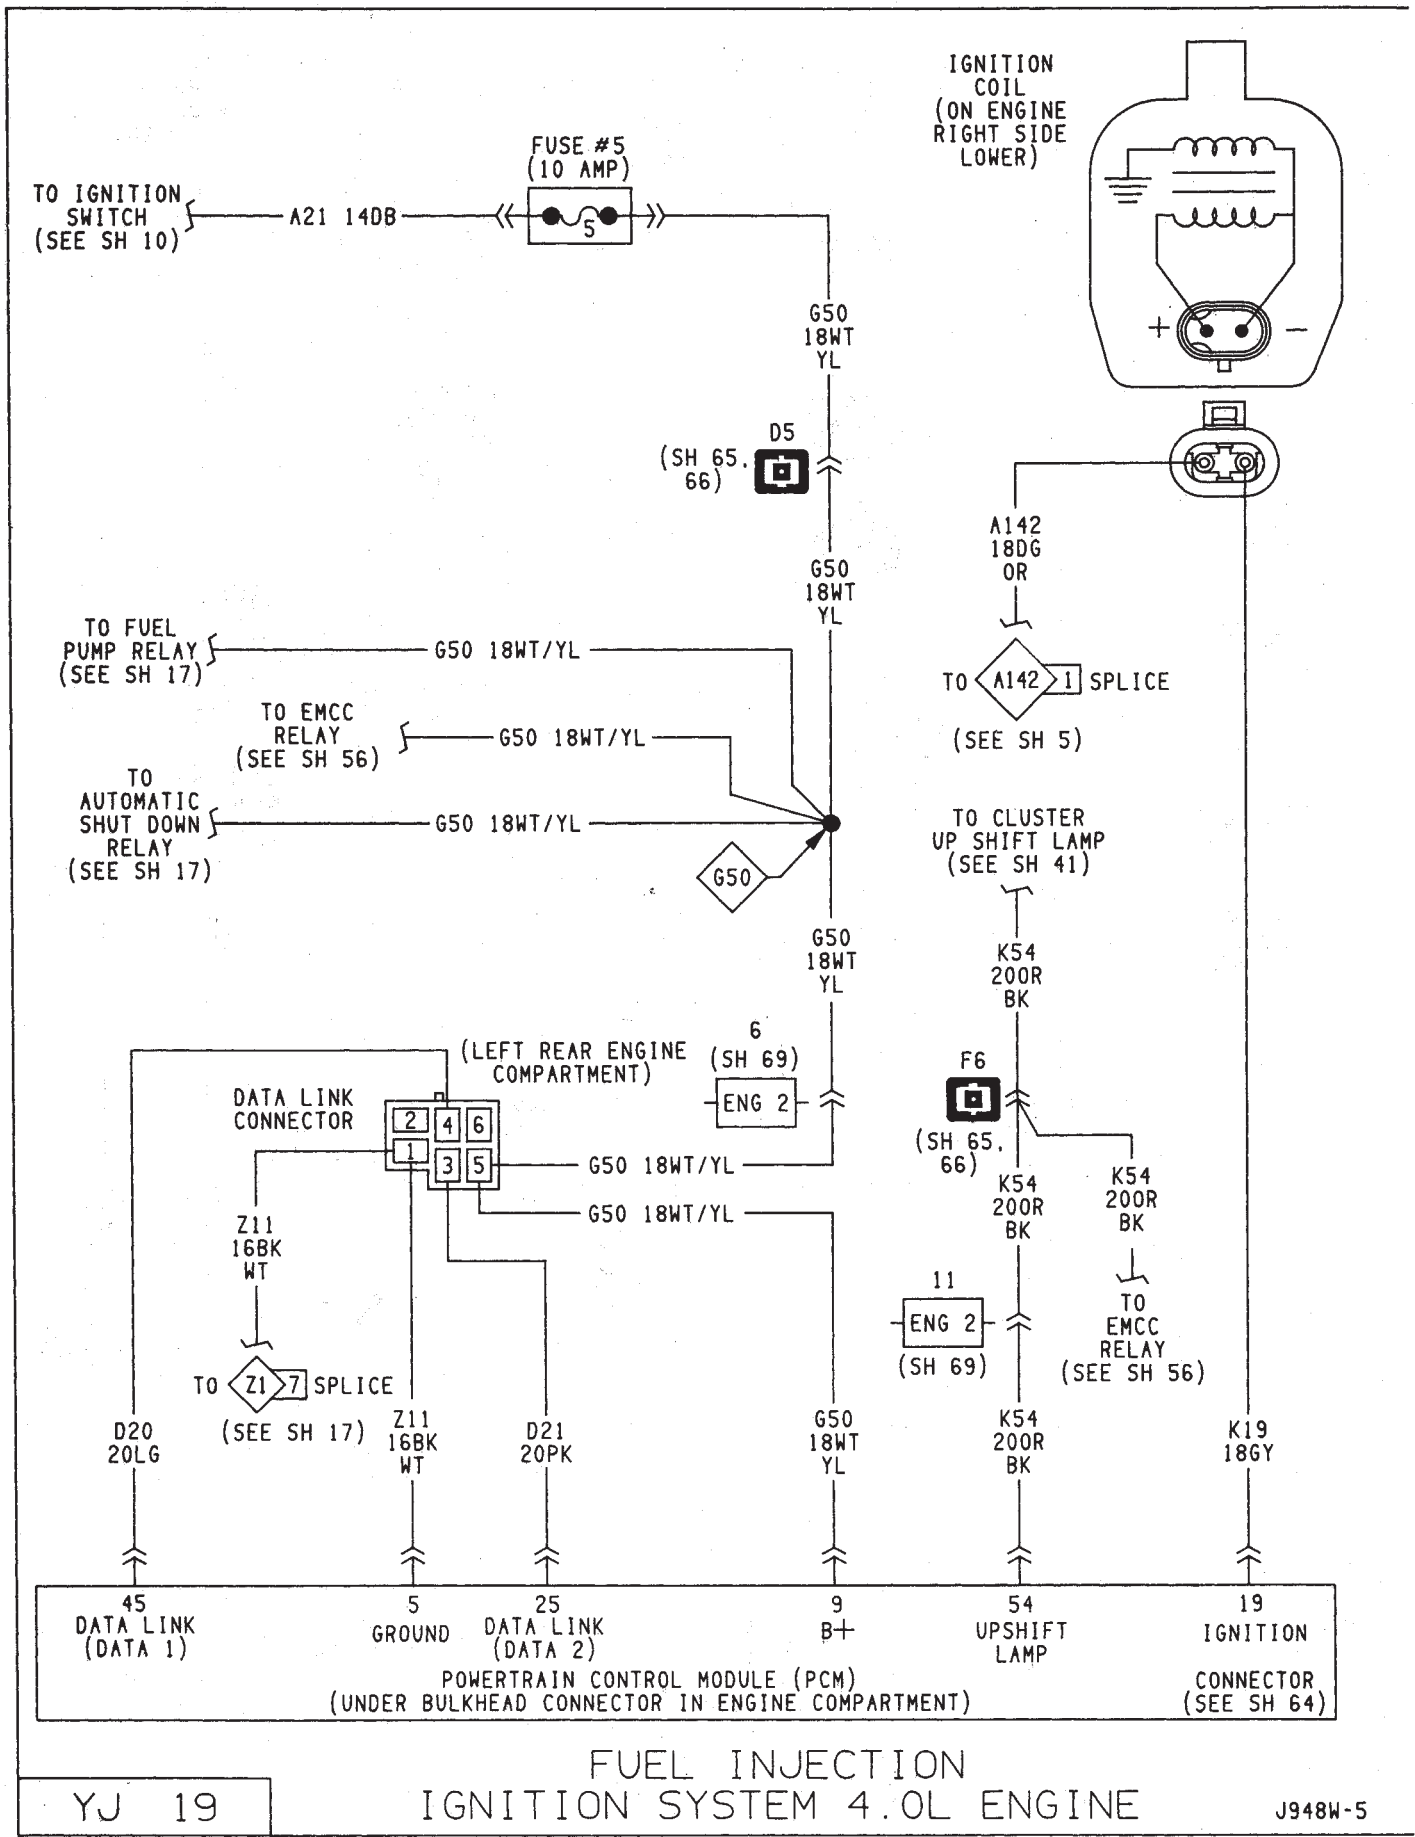 IGNITION
COIL
(ON ENGINE
RIGHT SIDE
LOWER)
FUSE #5
(10 AMP)
5
TO IGNITION
SWITCH
(SEE SH 10)
A21 14DB
G50
18WT
YL
+
−
D5
(SH 65,
66)
A142
18DG
OR
G50
18WT
YL
TO FUEL
PUMP RELAY
(SEE SH 17)
G50 18WT/YL
TO A142 1 SPLICE
(SEE SH 5)
TO EMCC
RELAY
(SEE SH 56)
G50 18WT/YL
TO
AUTOMATIC
SHUT DOWN
RELAY
(SEE SH 17)
G50 18WT/YL
G50
TO CLUSTER
UP SHIFT LAMP
(SEE SH 41)
G50
18WT
YL
K54
20OR
BK
(LEFT REAR ENGINE
COMPARTMENT)
6
(SH 69)
ENG 2
F6
(SH 65,
66)
DATA LINK
CONNECTOR
2 4 6
1 3 5
G50 18WT/YL
G50 18WT/YL
K54
20OR
BK
K54
20OR
BK
Z11
16BK
WT
11
ENG 2
(SH 69)
TO
EMCC
RELAY
(SEE SH 56)
TO Z1 7 SPLICE
(SEE SH 17)
D20
20LG
Z11
16BK
WT
D21
20PK
G50
18WT
YL
K54
20OR
BK
K19
18GY
45
DATA LINK
(DATA 1)
5
GROUND
25
DATA LINK
(DATA 2)
9
B+
54
UPSHIFT
LAMP
19
IGNITION
POWERTRAIN CONTROL MODULE (PCM)
(UNDER BULKHEAD CONNECTOR IN ENGINE COMPARTMENT)
CONNECTOR
(SEE SH 64)
FUEL INJECTION
IGNITION SYSTEM 4.0L ENGINE
YJ 19
J948W-5